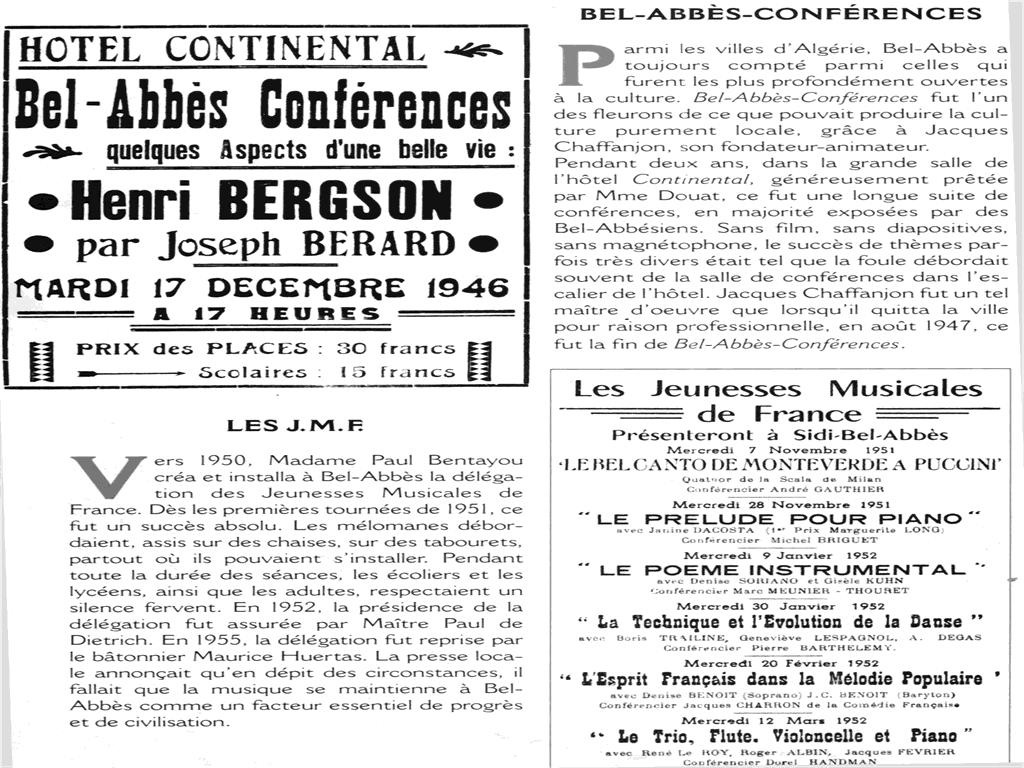 HOTEL CONTINENTAL
Bel-Abbès Conférences
quelques Aspects d'une belle vie :
Henri BERGSON
par Joseph BERARD
MARDI 17 DECEMBRE 1946
A 17 HEURES
PRIX des PLACES : 30 francs
Scolaires : 15 francs
LES J.M.F.
Vers 1950, Madame Paul Bentayou
créa et installa à Bel-Abbès la déléga-
tion des Jeunesses Musicales de
France. Dès les premières tournées de 1951, ce
fut un succès absolu. Les mélomanes débor-
daient, assis sur des chaises, sur des tabourets,
partout où ils pouvaient s'installer. Pendant
toute la durée des séances, les écoliers et les
lycéens, ainsi que les adultes, respectaient un
silence fervent. En 1952, la présidence de la
délégation fut assurée par Maître Paul de
Dietrich. En 1955, la délégation fut reprise par
le bâtonnier Maurice Huertas. La presse loca-
le annonçait qu'en dépit des circonstances, il
fallait que la musique se maintienne à Bel-
Abbès comme un facteur essentiel de progrès
et de civilisation.
BEL-ABBÈS-CONFÉRENCES
Parmi les villes d'Algérie, Bel-Abbès a
toujours compté parmi celles qui
furent les plus profondément ouvertes
à la culture. Bel-Abbès-Conférences fut l'un
des fleurons de ce que pouvait produire la cul-
ture purement locale, grâce à Jacques
Chaffanjon, son fondateur-animateur.
Pendant deux ans, dans la grande salle de
l'hôtel Continental, généreusement prêtée
par Mme Douat, ce fut une longue suite de
conférences, en majorité exposées par des
Bel-Abbésiens. Sans film, sans diapositives,
sans magnétophone, le succès de thèmes par-
fois très divers était tel que la foule débordait
souvent de la salle de conférences dans l'es-
calier de l'hôtel. Jacques Chaffanjon fut un tel
maître d'oeuvre que lorsqu'il quitta la ville
pour raison professionnelle, en août 1947, ce
fut la fin de Bel-Abbès-Conférences.
Les Jeunesses Musicales
de France
Présenteront à Sidi-Bel-Abbès
Mercredi 7 Novembre 1951
'LE BEL CANTO DE MONTEVERDE A PUCCINI'
Quatuor de la Scala de Milan
Conférencier André GAUTHIER
Mercredi 28 Novembre 1951
" LE PRELUDE POUR PIANO "
avec Janine DACOSTA (1er Prix Marguerite LONG)
Conférencier Michel BRIGUET
Mercredi 9 Janvier 1952
" LE POEME INSTRUMENTAL "
avec Denise SORIANO et Gisèle KUHN
Conférencier Marc MEUNIER - THOURET
Mercredi 30 Janvier 1952
" La Technique et l'Evolution de la Danse "
avec Boris TRAILINE, Geneviève LESPAGNOL, A. DEGAS
Conférencier Pierre BARTHELEMY.
Mercredi 20 Février 1952
" L'Esprit Français dans la Mélodie Populaire '
avec Denise BENOIT (Soprano) J.C. BENOIT (Baryton)
Conférencier Jacques CHARRON de la Comédie Française
Mercredi 12 Mars 1952
" Le Trio, Flute, Violoncelle et Piano "
avec René Le ROY, Roger ALBIN, Jacques FEVRIER
Conférencier Durel HANDMAN